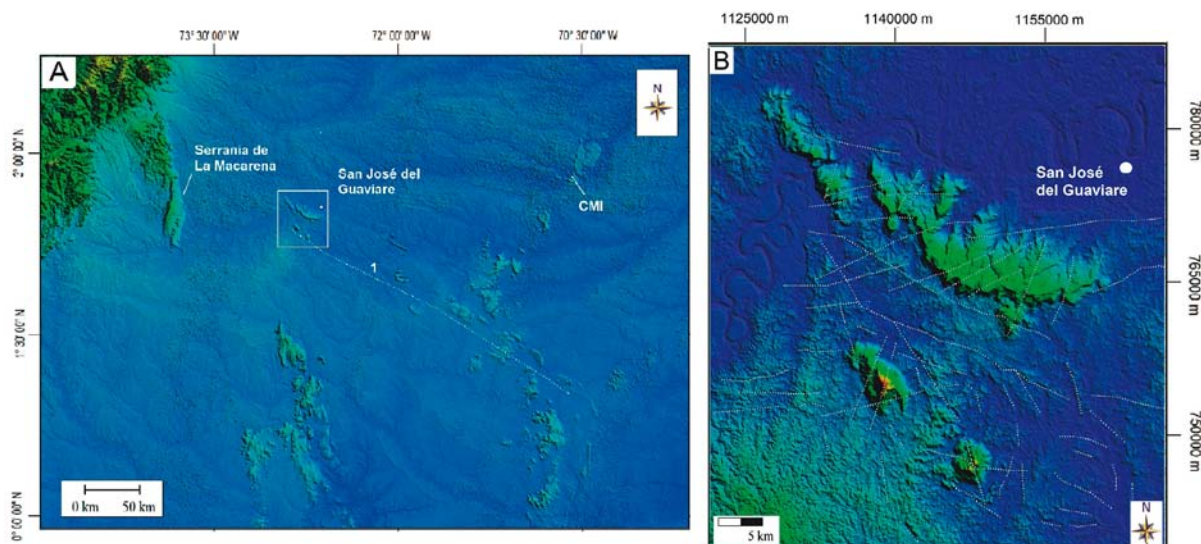 73° 30' 00" W
72° 00' 00" W
70° 30' 00" W
A
N
2° 00' 00" N
1° 30' 00" N
0° 00' 00" N
Serranía de
La Macarena
San José del
Guaviare
CMI
1
0 km
50 km
1125000 m
1140000 m
1155000 m
B
San José
del Guaviare
780000 m
765000 m
750000 m
5 km
N